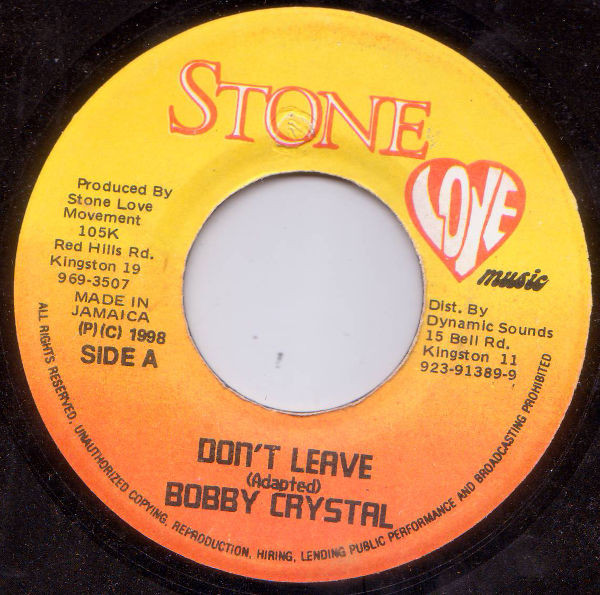 STONE
LOVE
music
Produced By
Stone Love
Movement
105K
Red Hills Rd.
Kingston 19
969-3507
MADE IN
JAMAICA
(P)(C) 1998
SIDE A
Dist. By
Dynamic Sounds
15 Bell Rd.
Kingston 11
923-91389-9
DON'T LEAVE
(Adapted)
BOBBY CRYSTAL
ALL RIGHTS RESERVED. UNAUTHORIZED COPYING, REPRODUCTION, HIRING, LENDING PUBLIC PERFORMANCE AND BROADCASTING PROHIBITED